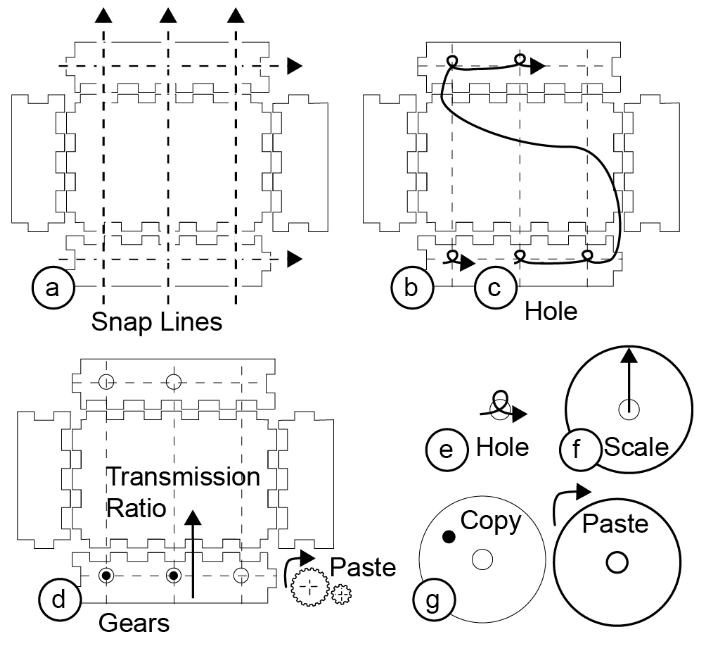 a
Snap Lines
b
c
Hole
Transmission
Ratio
Paste
d
Gears
e
Hole
f
Scale
Copy
Paste
g